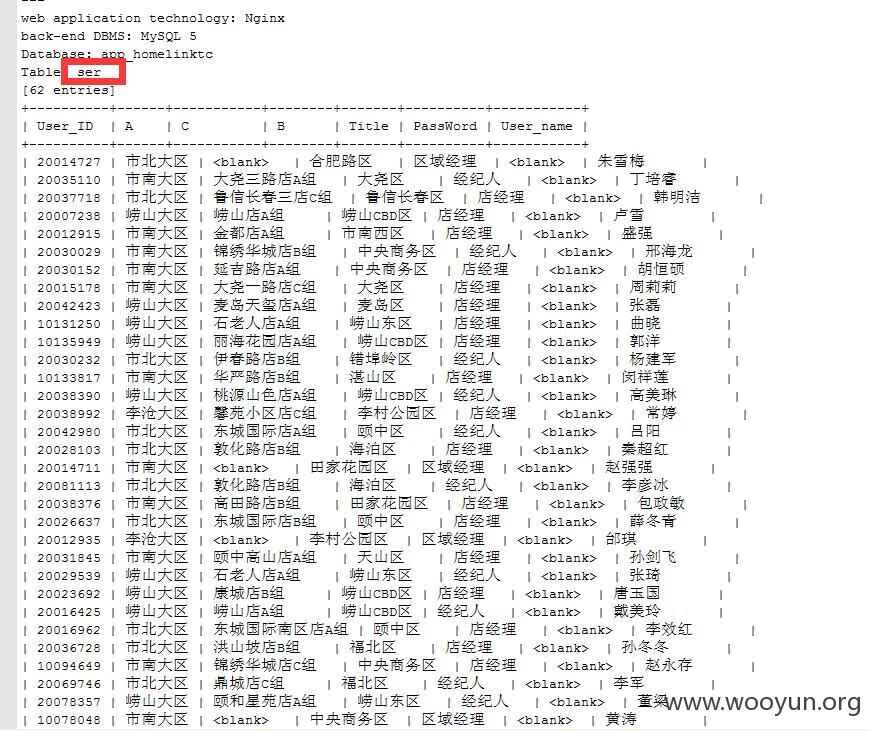 ---
web application technology: Nginx
back-end DBMS: MySQL 5
Database: app_homelinktc
Table ser
[62 entries]
+----------+------+-----------+--------+-------+----------+-----------+
| User_ID | A | C | B | Title | PassWord | User_name |
+----------+------+-----------+--------+-------+----------+-----------+
| 20014727 | 市北大区 | <blank> | 合肥路区 | 区域经理 | <blank> | 朱雪梅 |
| 20035110 | 市南大区 | 大尧三路店A组 | 大尧区 | 经纪人 | <blank> | 丁培睿 |
| 20037718 | 市北大区 | 鲁信长春三店C组 | 鲁信长春区 | 店经理 | <blank> | 韩明洁 |
| 20007238 | 崂山大区 | 崂山店A组 | 崂山CBD区 | 店经理 | <blank> | 卢雪 |
| 20012915 | 市南大区 | 金都店A组 | 市南西区 | 店经理 | <blank> | 盛强 |
| 20030029 | 市北大区 | 锦绣华城店B组 | 中央商务区 | 经纪人 | <blank> | 邢海龙 |
| 20030152 | 市南大区 | 延吉路店A组 | 中央商务区 | 店经理 | <blank> | 胡恒硕 |
| 20015178 | 市南大区 | 大尧一路店C组 | 大尧区 | 店经理 | <blank> | 周莉莉 |
| 20042423 | 崂山大区 | 麦岛天玺店A组 | 麦岛区 | 店经理 | <blank> | 张磊 |
| 10131250 | 崂山大区 | 石老人店A组 | 崂山东区 | 店经理 | <blank> | 曲晓 |
| 10135949 | 崂山大区 | 丽海花园店A组 | 崂山CBD区 | 店经理 | <blank> | 郭洋 |
| 20030232 | 市北大区 | 伊春路店B组 | 错埠岭区 | 经纪人 | <blank> | 杨建军 |
| 10133817 | 市南大区 | 华严路店B组 | 湛山区 | 店经理 | <blank> | 闵祥莲 |
| 20038390 | 崂山大区 | 桃源山色店A组 | 崂山CBD区 | 经纪人 | <blank> | 高美琳 |
| 20038992 | 李沧大区 | 馨苑小区店C组 | 李村公园区 | 店经理 | <blank> | 常婷 |
| 20042980 | 市北大区 | 东城国际店A组 | 颐中区 | 经纪人 | <blank> | 吕阳 |
| 20028103 | 市北大区 | 敦化路店B组 | 海泊区 | 店经理 | <blank> | 秦超红 |
| 20014711 | 市南大区 | <blank> | 田家花园区 | 区域经理 | <blank> | 赵强强 |
| 20081113 | 市北大区 | 敦化路店B组 | 海泊区 | 经纪人 | <blank> | 李彦冰 |
| 20038376 | 市南大区 | 高田路店B组 | 田家花园区 | 店经理 | <blank> | 包政敏 |
| 20026637 | 市北大区 | 东城国际店B组 | 颐中区 | 店经理 | <blank> | 薛冬青 |
| 20012935 | 李沧大区 | <blank> | 李村公园区 | 区域经理 | <blank> | 邰琪 |
| 20031845 | 市南大区 | 颐中高山店A组 | 天山区 | 店经理 | <blank> | 孙剑飞 |
| 20029539 | 崂山大区 | 石老人店A组 | 崂山东区 | 经纪人 | <blank> | 张琦 |
| 20023692 | 崂山大区 | 康城店B组 | 崂山CBD区 | 店经理 | <blank> | 唐玉国 |
| 20016425 | 崂山大区 | 崂山店A组 | 崂山CBD区 | 经纪人 | <blank> | 戴美玲 |
| 20016962 | 市北大区 | 东城国际南区店A组 | 颐中区 | 店经理 | <blank> | 李效红 |
| 20036728 | 市北大区 | 洪山坡店B组 | 福北区 | 店经理 | <blank> | 孙冬冬 |
| 10094649 | 市南大区 | 锦绣华城店C组 | 中央商务区 | 店经理 | <blank> | 赵永存 |
| 20069746 | 市北大区 | 鼎城店C组 | 福北区 | 经纪人 | <blank> | 李军 |
| 20078357 | 崂山大区 | 颐和星苑店A组 | 崂山东区 | 经纪人 | <blank> | 董梁
| 10078048 | 市南大区 | <blank> | 中央商务区 | 区域经理 | <blank> | 黄涛 |
www.wooyun.org